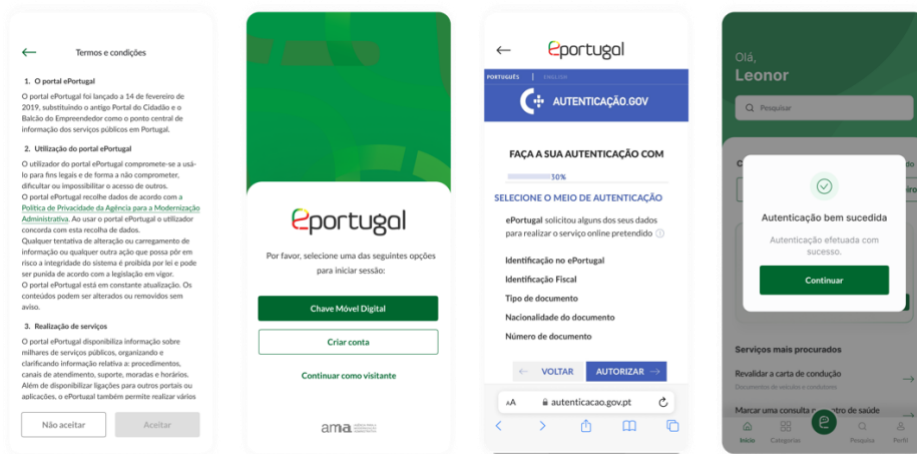 Termos e condições
1. O portal ePortugal
O portal ePortugal foi lançado a 14 de fevereiro de
2019, substituindo o antigo Portal do Cidadão e o
Balcão do Empreendedor como o ponto central de
informação dos serviços públicos em Portugal.
2. Utilização do portal ePortugal
O utilizador do portal ePortugal compromete-se a usá-
lo para fins legais e de forma a não comprometer,
dificultar ou impossibilitar o acesso de outros.
O portal ePortugal recolhe dados de acordo com a
Política de Privacidade da Agência para a Modernização
Administrativa. Ao usar o portal ePortugal o utilizador
concorda com esta recolha de dados.
Qualquer tentativa de alteração ou carregamento de
informação ou qualquer outra ação que possa pôr em
risco a integridade do sistema é proibida por lei e pode
ser punida de acordo com a legislação em vigor.
O portal ePortugal está em constante atualização. Os
conteúdos podem ser alterados ou removidos sem
aviso.
3. Realização de serviços
O portal ePortugal disponibiliza informação sobre
milhares de serviços públicos, organizando e
clarificando informação relativa a: procedimentos,
canais de atendimento, suporte, moradas e horários.
Além de disponibilizar ligações para outros portais ou
aplicações, o ePortugal também permite realizar vários
Não aceitar
Aceitar
eportugal
Por favor, selecione uma das seguintes opções
para iniciar sessão:
Chave Móvel Digital
Criar conta
Continuar como visitante
ama
eportugal
PORTUGUÊS | ENGLISH
AUTENTICAÇÃO.GOV
FAÇA A SUA AUTENTICAÇÃO COM
30%
SELECIONE O MEIO DE AUTENTICAÇÃO
ePortugal solicitou alguns dos seus dados
para realizar o serviço online pretendido
Identificação no ePortugal
Identificação Fiscal
Tipo de documento
Nacionalidade do documento
Número de documento
VOLTAR
AUTORIZAR
AA
autenticacao.gov.pt
Olá,
Leonor
Pesquisar
Autenticação bem sucedida
Autenticação efetuada com
sucesso.
Continuar
Serviços mais procurados
Revalidar a carta de condução
Documentos de veículo e condutores
Marcar uma consulta no centro de saúde
Início
Categorias
Pesquisa
Perfil